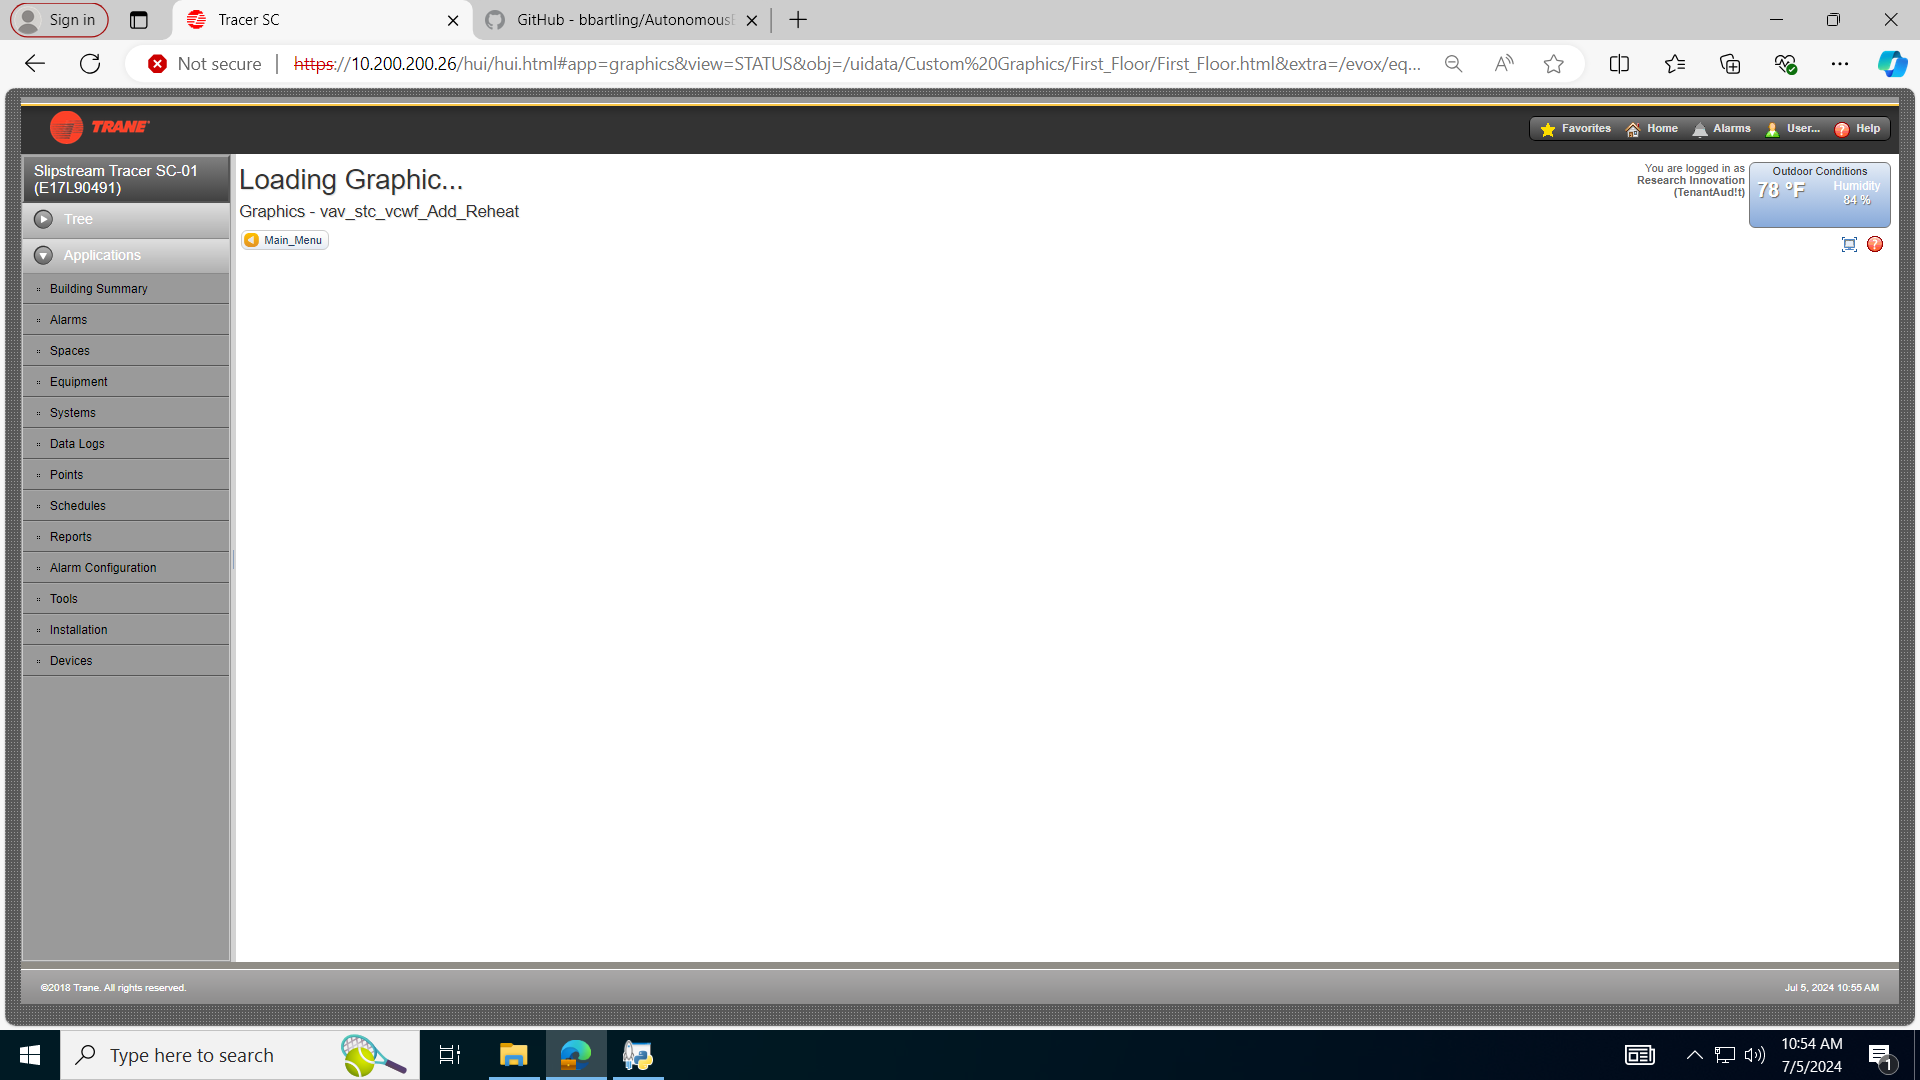 Sign in
Tracer SC
GitHub - bbartling/AutonomousB
Not secure
https://10.200.200.26/hui/hui.html#app=graphics&view=STATUS&obj=/uidata/Custom%20Graphics/First_Floor/First_Floor.html&extra=/evox/eq...
TRANE
Favorites
Home
Alarms
User...
Help
Slipstream Tracer SC-01
(E17L90491)
Tree
Applications
Building Summary
Alarms
Spaces
Equipment
Systems
Data Logs
Points
Schedules
Reports
Alarm Configuration
Tools
Installation
Devices
Loading Graphic...
Graphics - vav_stc_vcwf_Add_Reheat
Main_Menu
You are logged in as
Research Innovation
(TenantAud!t)
Outdoor Conditions
78 °F
Humidity
84 %
©2018 Trane. All rights reserved.
Jul 5, 2024 10:55 AM
Type here to search
10:54 AM
7/5/2024
1